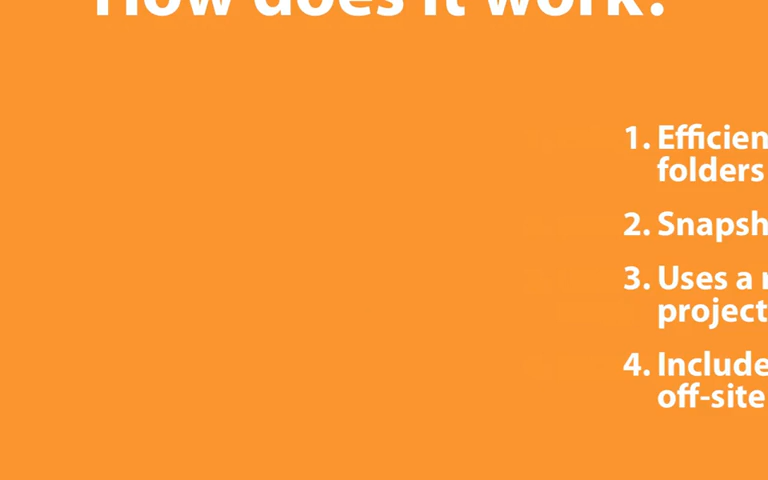 How does it work?
1. Efficien
folders
2. Snapsh
3. Uses a
project
4. Include
off-site